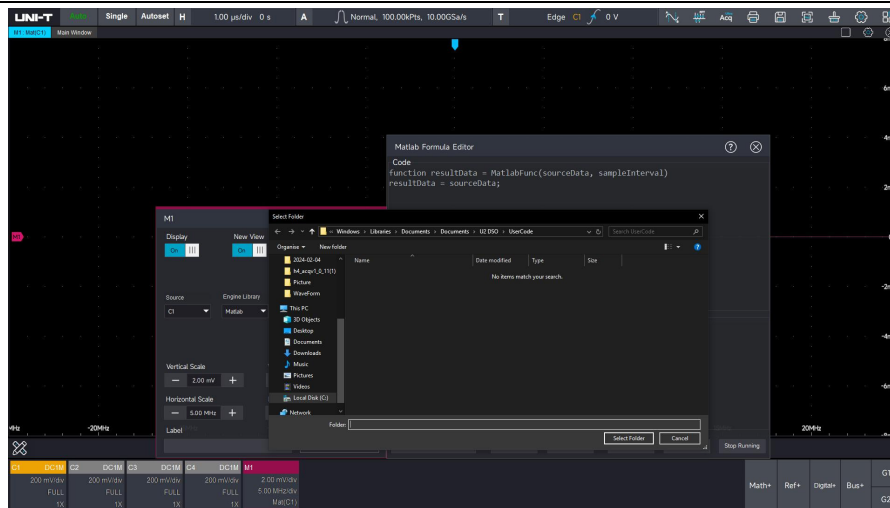 UNI-T Auto Single Autoset H 1.00 μs/div 0 s A Normal, 100.00kPts, 10.00GSa/s T Edge C1 0 V Acq
M1: Mat(C1) Main Window
Matlab Formula Editor
Code
function resultData = MatlabFunc(sourceData, sampleInterval)
resultData = sourceData;
M1
Display New View
On On
Source Engine Library
C1 Matlab
Vertical Scale
2.00 mV
Horizontal Scale
5.00 MHz
Label
Select Folder
« Windows › Libraries › Documents › Documents › U2 DSO › UserCode Search UserCode
Organise New folder
Name Date modified Type Size
No items match your search.
2024-02-04
h4_acqv1_0_11(1)
Picture
WaveForm
This PC
3D Objects
Desktop
Documents
Downloads
Music
Pictures
Videos
Local Disk (C:)
Network
Folder:
Select Folder Cancel
Stop Running
-20MHz 20MHz
C1 DC1M C2 DC1M C3 DC1M C4 DC1M M1
200 mV/div 200 mV/div 200 mV/div 200 mV/div 2.00 mV/div
FULL FULL FULL FULL 5.00 MHz/div
1X 1X 1X 1X Mat(C1)
Math+ Ref+ Digital+ Bus+
G1
G2